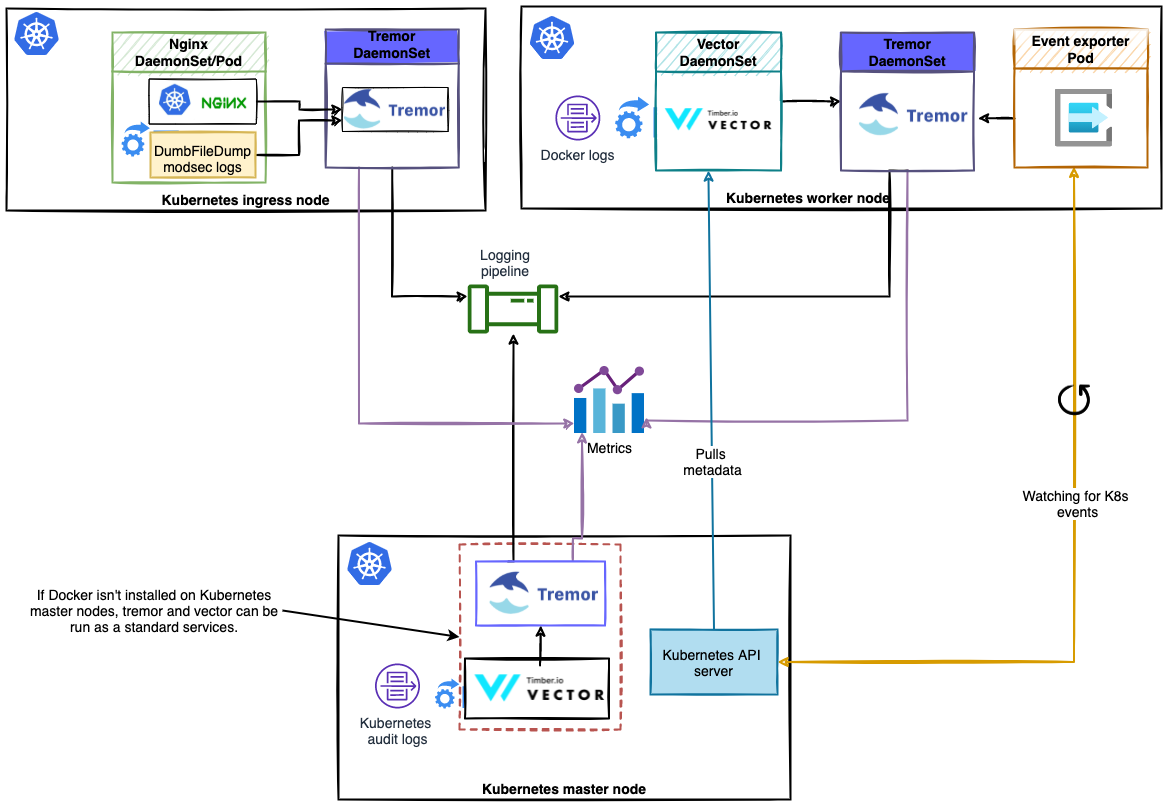 Nginx
DaemonSet/Pod
NGINX
DumbFileDump
modsec logs
Tremor
DaemonSet
Tremor
Kubernetes ingress node
Docker logs
Vector
DaemonSet
Timber.io
VECTOR
Tremor
DaemonSet
Tremor
Event exporter
Pod
Kubernetes worker node
Logging
pipeline
Metrics
Pulls
metadata
Watching for K8s
events
If Docker isn't installed on Kubernetes
master nodes, tremor and vector can be
run as a standard services.
Tremor
Timber.io
VECTOR
Kubernetes
audit logs
Kubernetes API
server
Kubernetes master node